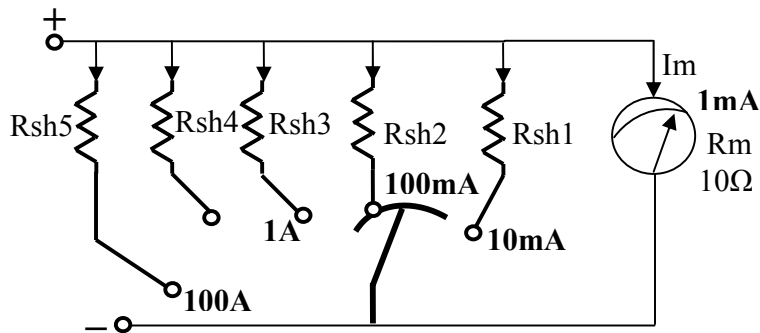 +
Im
1mA
Rsh5
Rsh4
Rsh3
Rsh2
Rsh1
Rm
10Ω
100mA
1A
10mA
100A
−